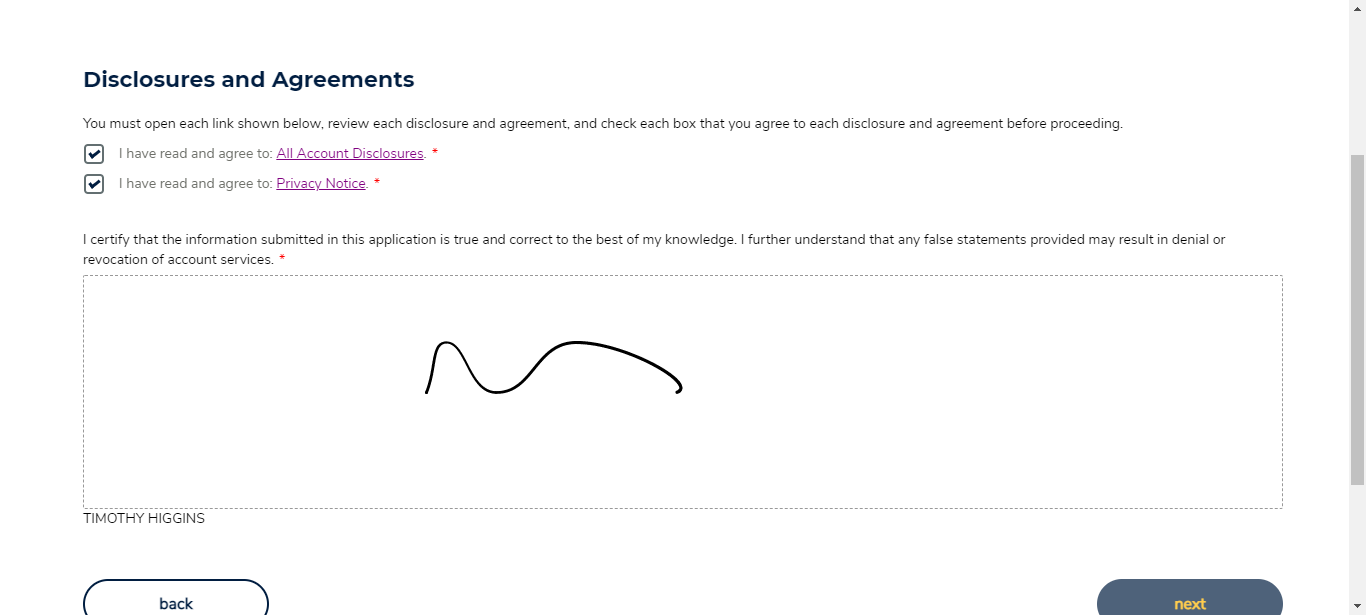 Disclosures and Agreements
You must open each link shown below, review each disclosure and agreement, and check each box that you agree to each disclosure and agreement before proceeding.
I have read and agree to: All Account Disclosures. *
I have read and agree to: Privacy Notice. *
I certify that the information submitted in this application is true and correct to the best of my knowledge. I further understand that any false statements provided may result in denial or
revocation of account services. *
TIMOTHY HIGGINS
back
next